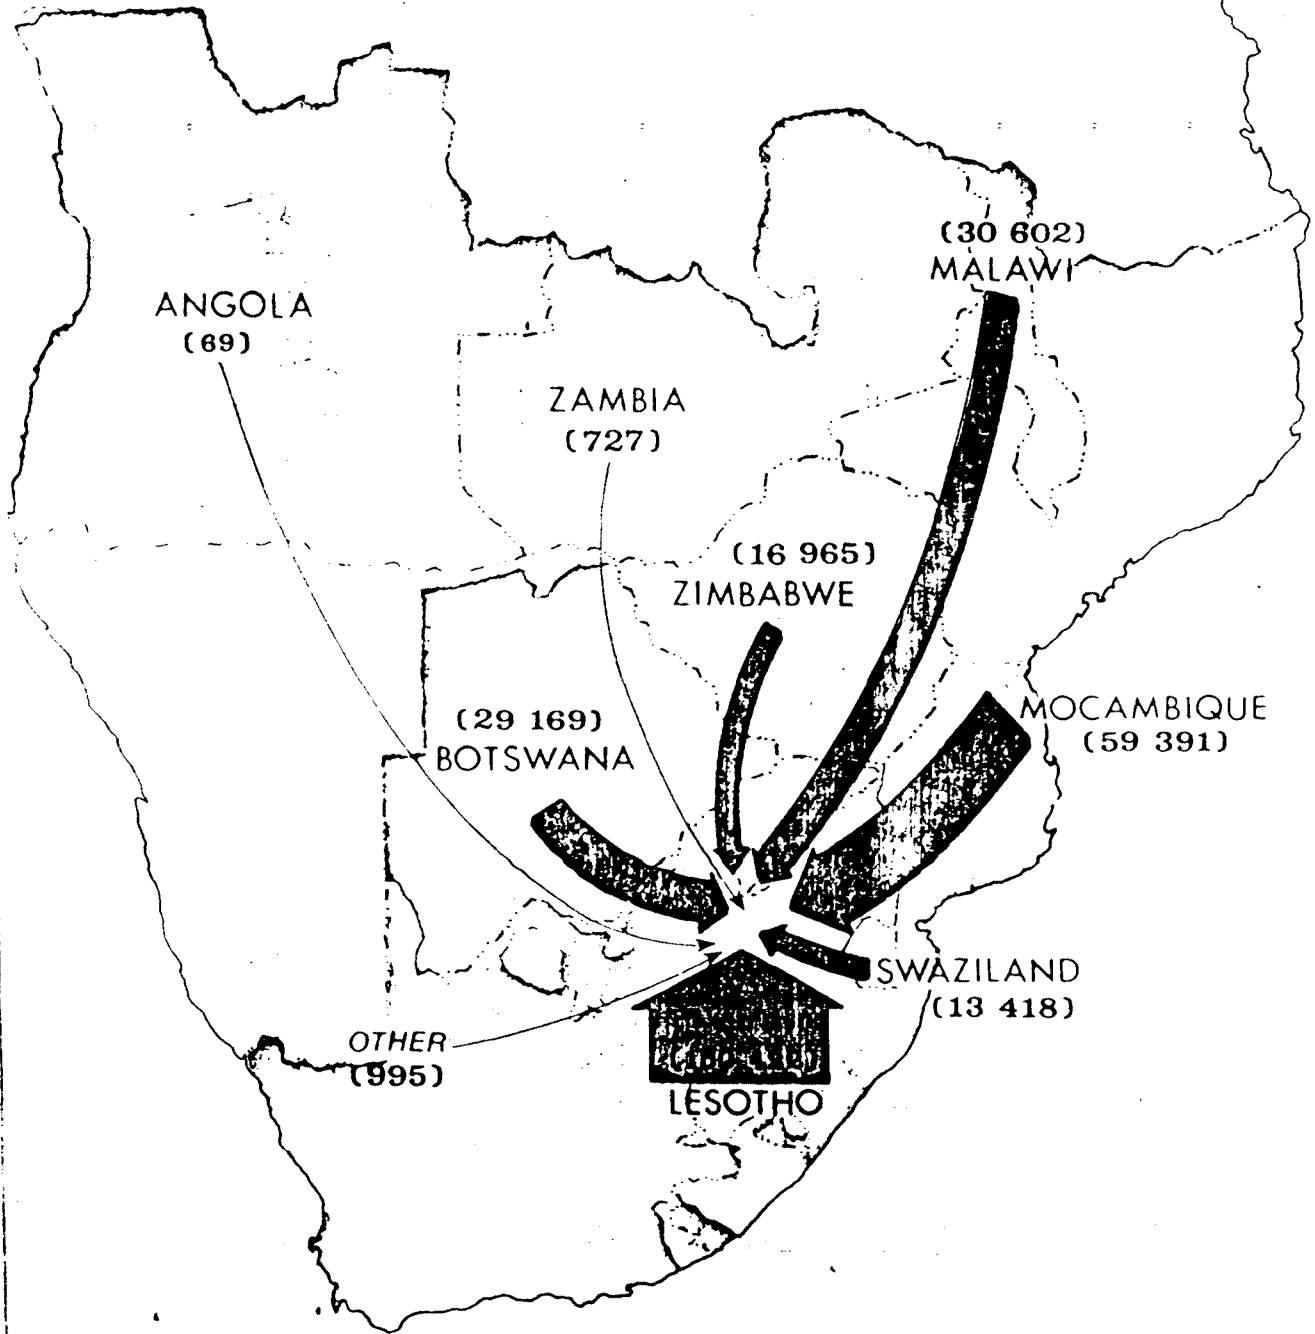 (30 602)
MALAWI
ANGOLA
(69)
ZAMBIA
(727)
(16 965)
ZIMBABWE
MOCAMBIQUE
(59 391)
(29 169)
BOTSWANA
SWAZILAND
(13 418)
OTHER
(995)
LESOTHO